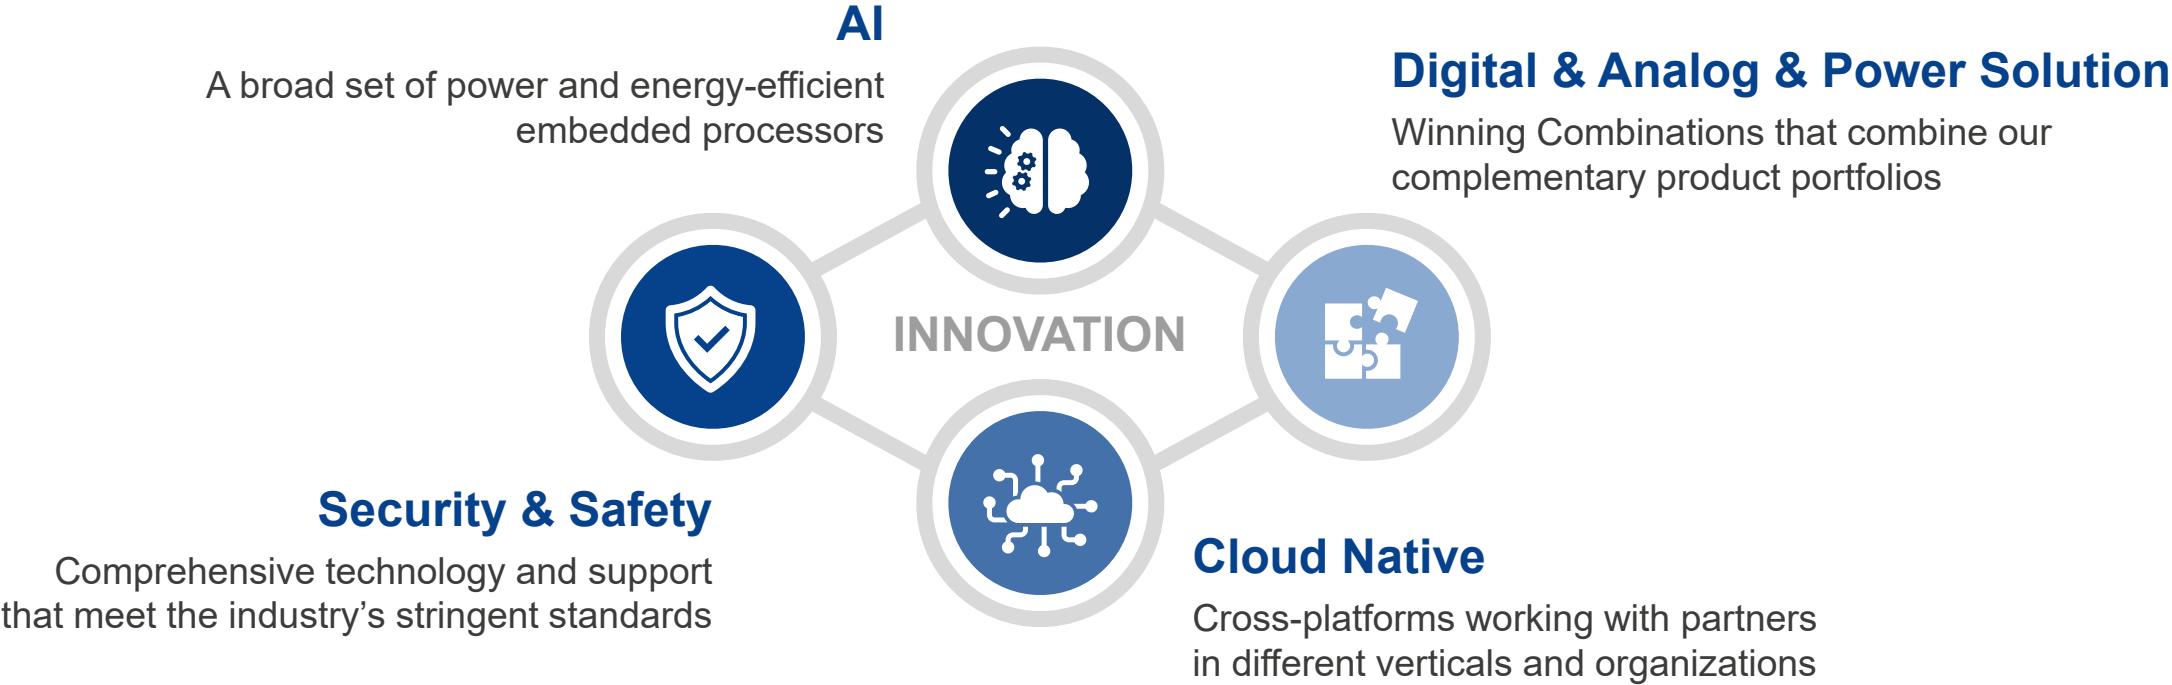 AI
A broad set of power and energy-efficient
embedded processors
Digital & Analog & Power Solution
Winning Combinations that combine our
complementary product portfolios
INNOVATION
Security & Safety
Comprehensive technology and support
that meet the industry’s stringent standards
Cloud Native
Cross-platforms working with partners
in different verticals and organizations